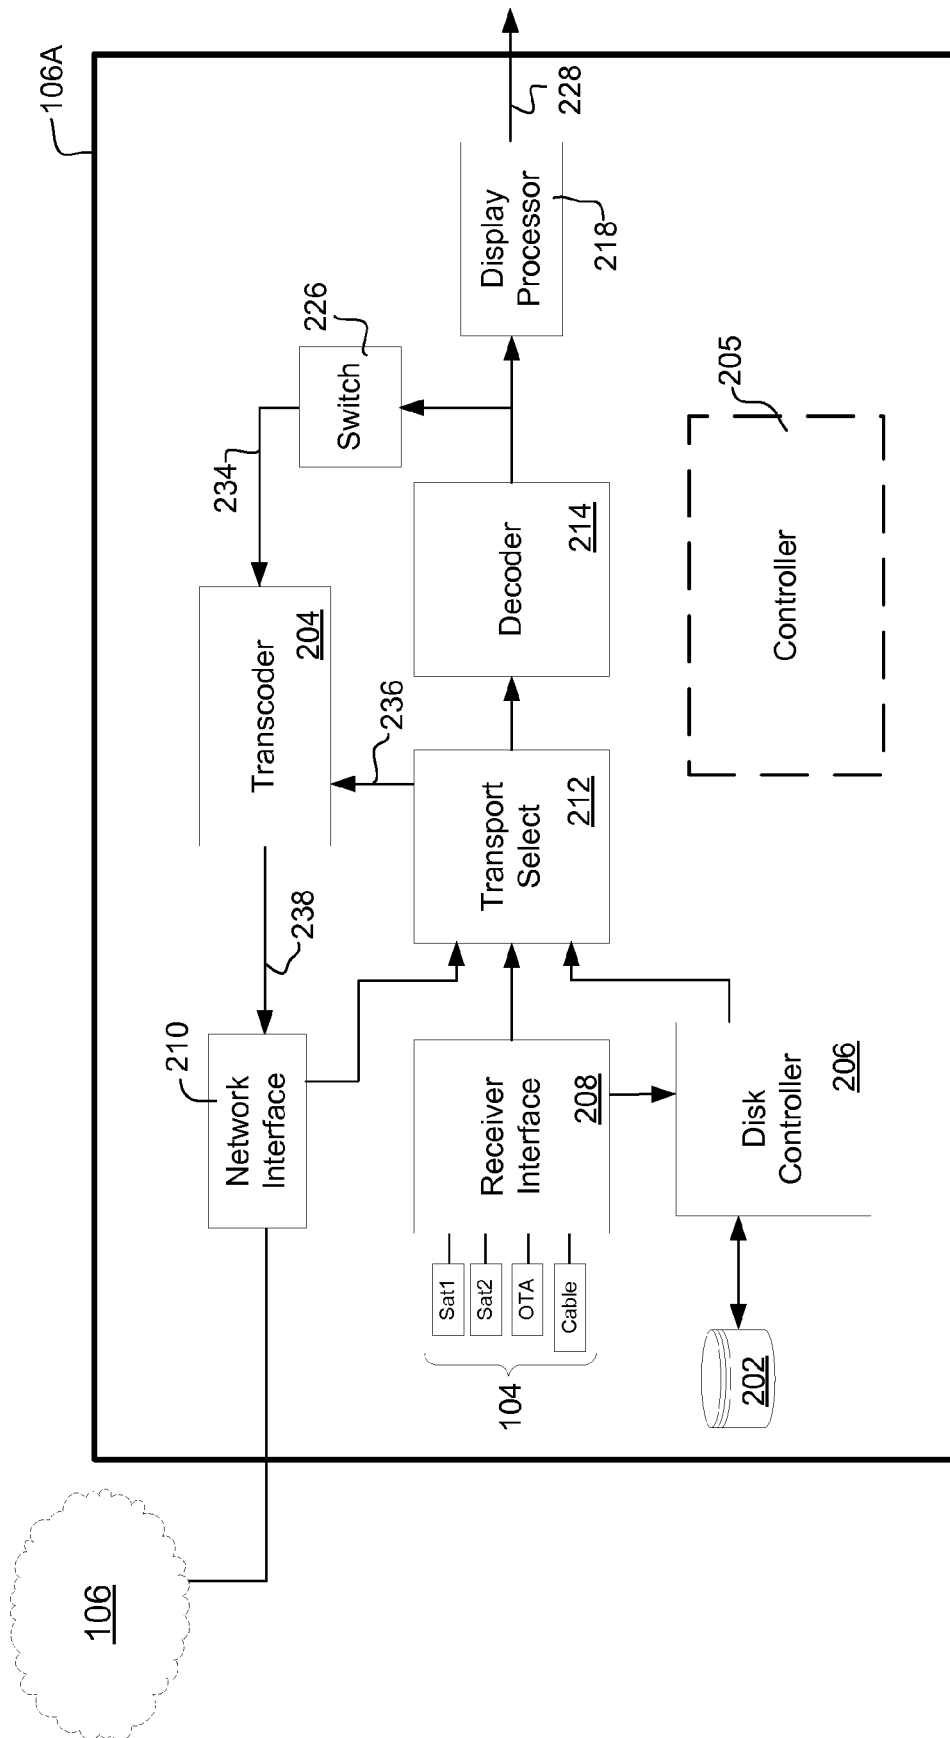 106A
106
Network
Interface
210
238
Transcoder
204
234
Switch
226
236
104
Sat1
Sat2
OTA
Cable
Receiver
Interface
208
Transport
Select
212
Decoder
214
Display
Processor
218
228
202
Disk
Controller
206
Controller
205